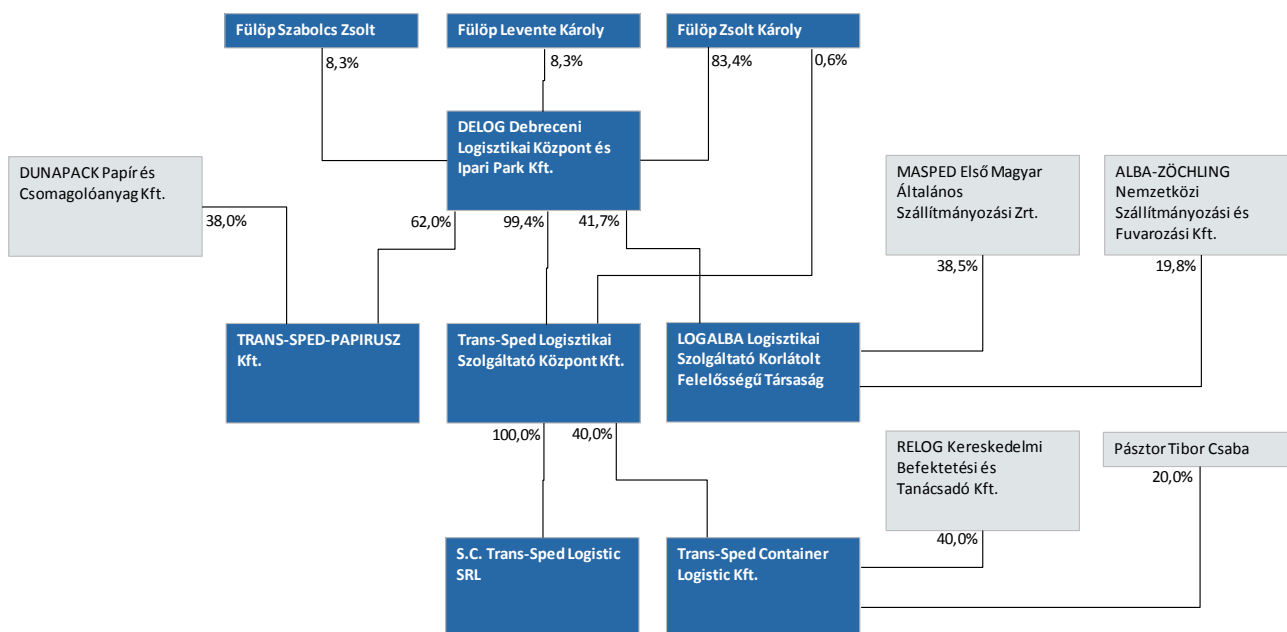 Fülöp Szabolcs Zsolt
Fülöp Levente Károly
Fülöp Zsolt Károly
8,3%
8,3%
83,4%
0,6%
DELOG Debreceni
Logisztikai Központ és
Ipari Park Kft.
DUNAPACK Papír és
Csomagolóanyag Kft.
MASPED Első Magyar
Általános
Szállítmányozási Zrt.
ALBA-ZÖCHLING
Nemzetközi
Szállítmányozási és
Fuvarozási Kft.
38,0%
62,0%
99,4%
41,7%
38,5%
19,8%
TRANS-SPED-PAPIRUSZ
Kft.
Trans-Sped Logisztikai
Szolgáltató Központ Kft.
LOGALBA Logisztikai
Szolgáltató Korlátolt
Felelősségű Társaság
100,0%
40,0%
RELOG Kereskedelmi
Befektetési és
Tanácsadó Kft.
Pásztor Tibor Csaba
20,0%
40,0%
S.C. Trans-Sped Logistic
SRL
Trans-Sped Container
Logistic Kft.